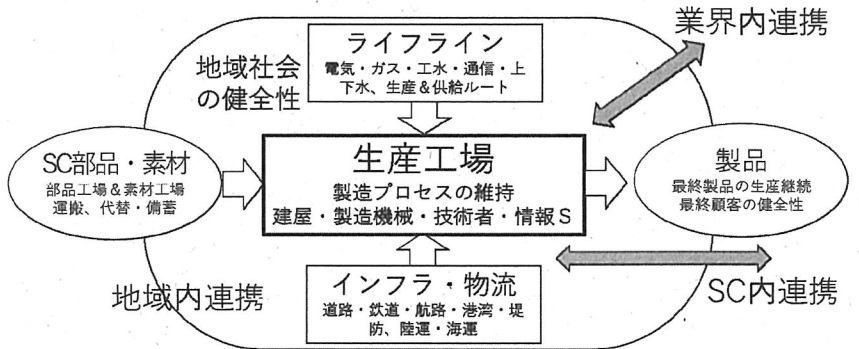 業界内連携
ライフライン
電気・ガス・工水・通信・上
下水、生産&供給ルート
地域社会
の健全性
SC部品・素材
部品工場&素材工場
運搬、代替・備蓄
生産工場
製造プロセスの維持
建屋・製造機械・技術者・情報S
製品
最終製品の生産継続
最終顧客の健全性
地域内連携
インフラ・物流
道路・鉄道・航路・港湾・堤
防、陸運・海運
SC内連携